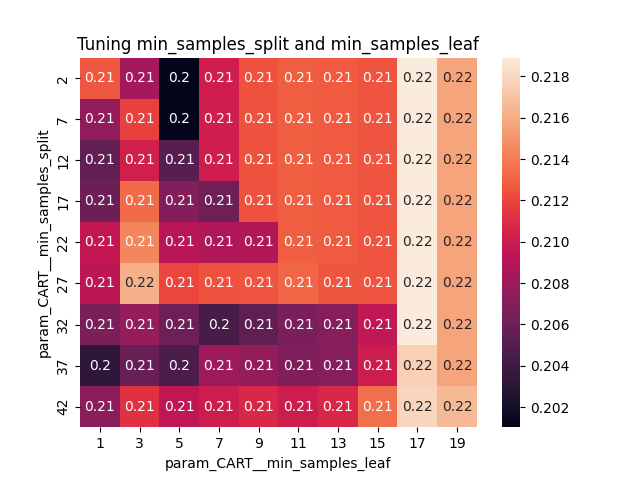 Tuning min_samples_split and min_samples_leaf
param_CART__min_samples_split
2 0.21 0.21 0.2 0.21 0.21 0.21 0.21 0.21 0.22 0.22
7 0.21 0.21 0.2 0.21 0.21 0.21 0.21 0.21 0.22 0.22
12 0.21 0.21 0.21 0.21 0.21 0.21 0.21 0.21 0.22 0.22
17 0.21 0.21 0.21 0.21 0.21 0.21 0.21 0.21 0.22 0.22
22 0.21 0.21 0.21 0.21 0.21 0.21 0.21 0.21 0.22 0.22
27 0.21 0.22 0.21 0.21 0.21 0.21 0.21 0.21 0.22 0.22
32 0.21 0.21 0.21 0.2 0.21 0.21 0.21 0.21 0.22 0.22
37 0.2 0.21 0.2 0.21 0.21 0.21 0.21 0.21 0.22 0.22
42 0.21 0.21 0.21 0.21 0.21 0.21 0.21 0.21 0.22 0.22
1 3 5 7 9 11 13 15 17 19
param_CART__min_samples_leaf
0.218
0.216
0.214
0.212
0.210
0.208
0.206
0.204
0.202